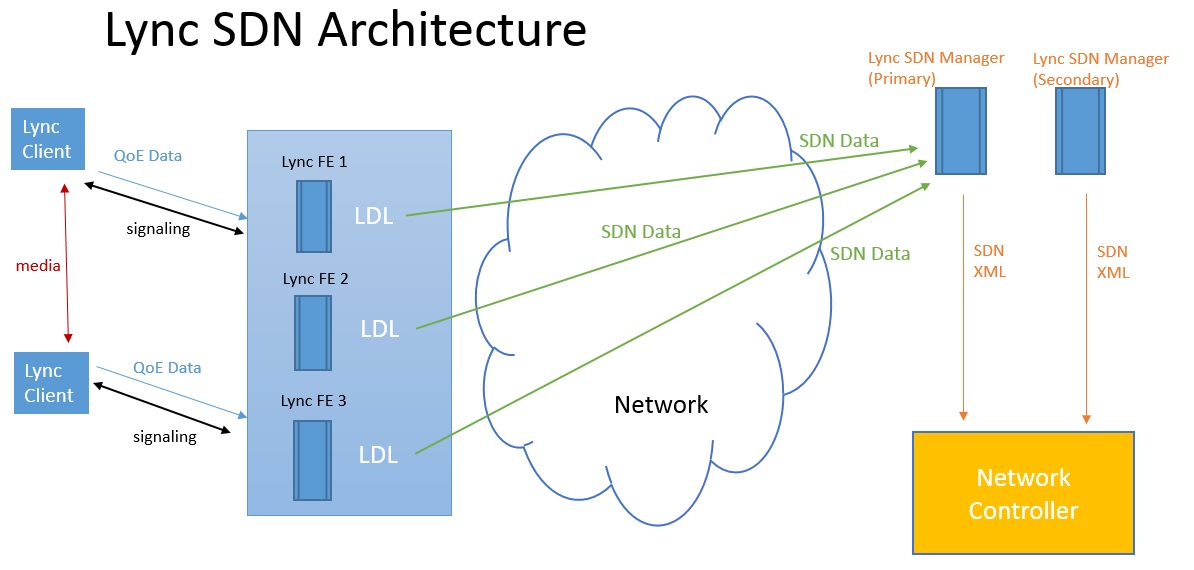 Lync SDN Architecture
Lync SDN Manager
(Primary)
Lync SDN Manager
(Secondary)
Lync
Client
QoE Data
signaling
media
Lync
Client
QoE Data
signaling
Lync FE 1
LDL
Lync FE 2
LDL
Lync FE 3
LDL
SDN Data
SDN Data
SDN Data
Network
SDN
XML
SDN
XML
Network
Controller